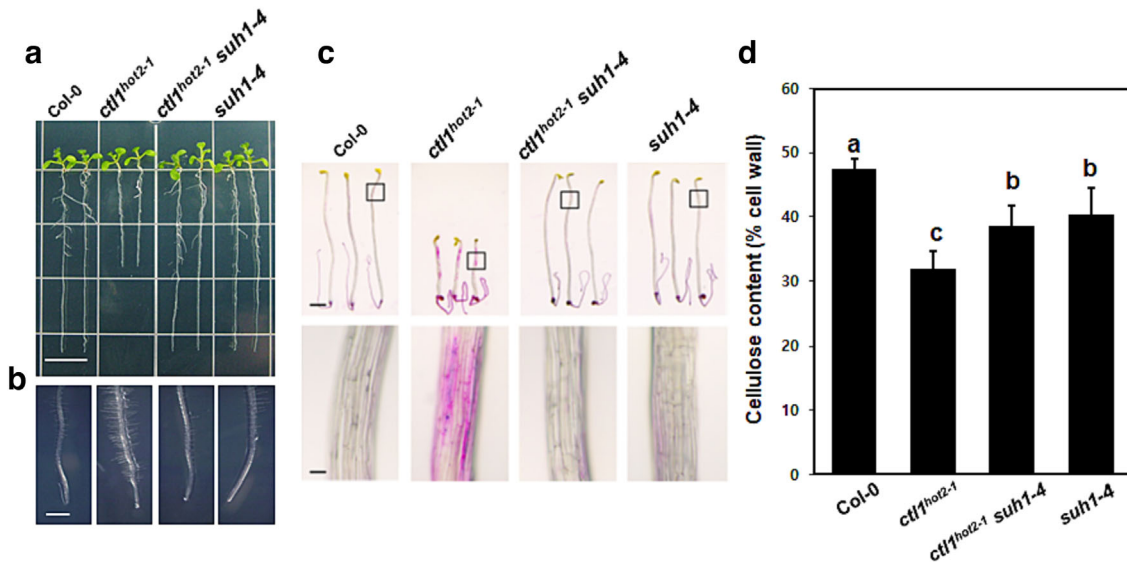 a
Col-0
ctl1hot2-1
ctl1hot2-1 suh1-4
suh1-4
b
c
Col-0
ctl1hot2-1
ctl1hot2-1 suh1-4
suh1-4
d
Cellulose content (% cell wall)
60
50
40
30
20
10
0
a
c
b
b
Col-0
ctl1hot2-1
ctl1hot2-1 suh1-4
suh1-4